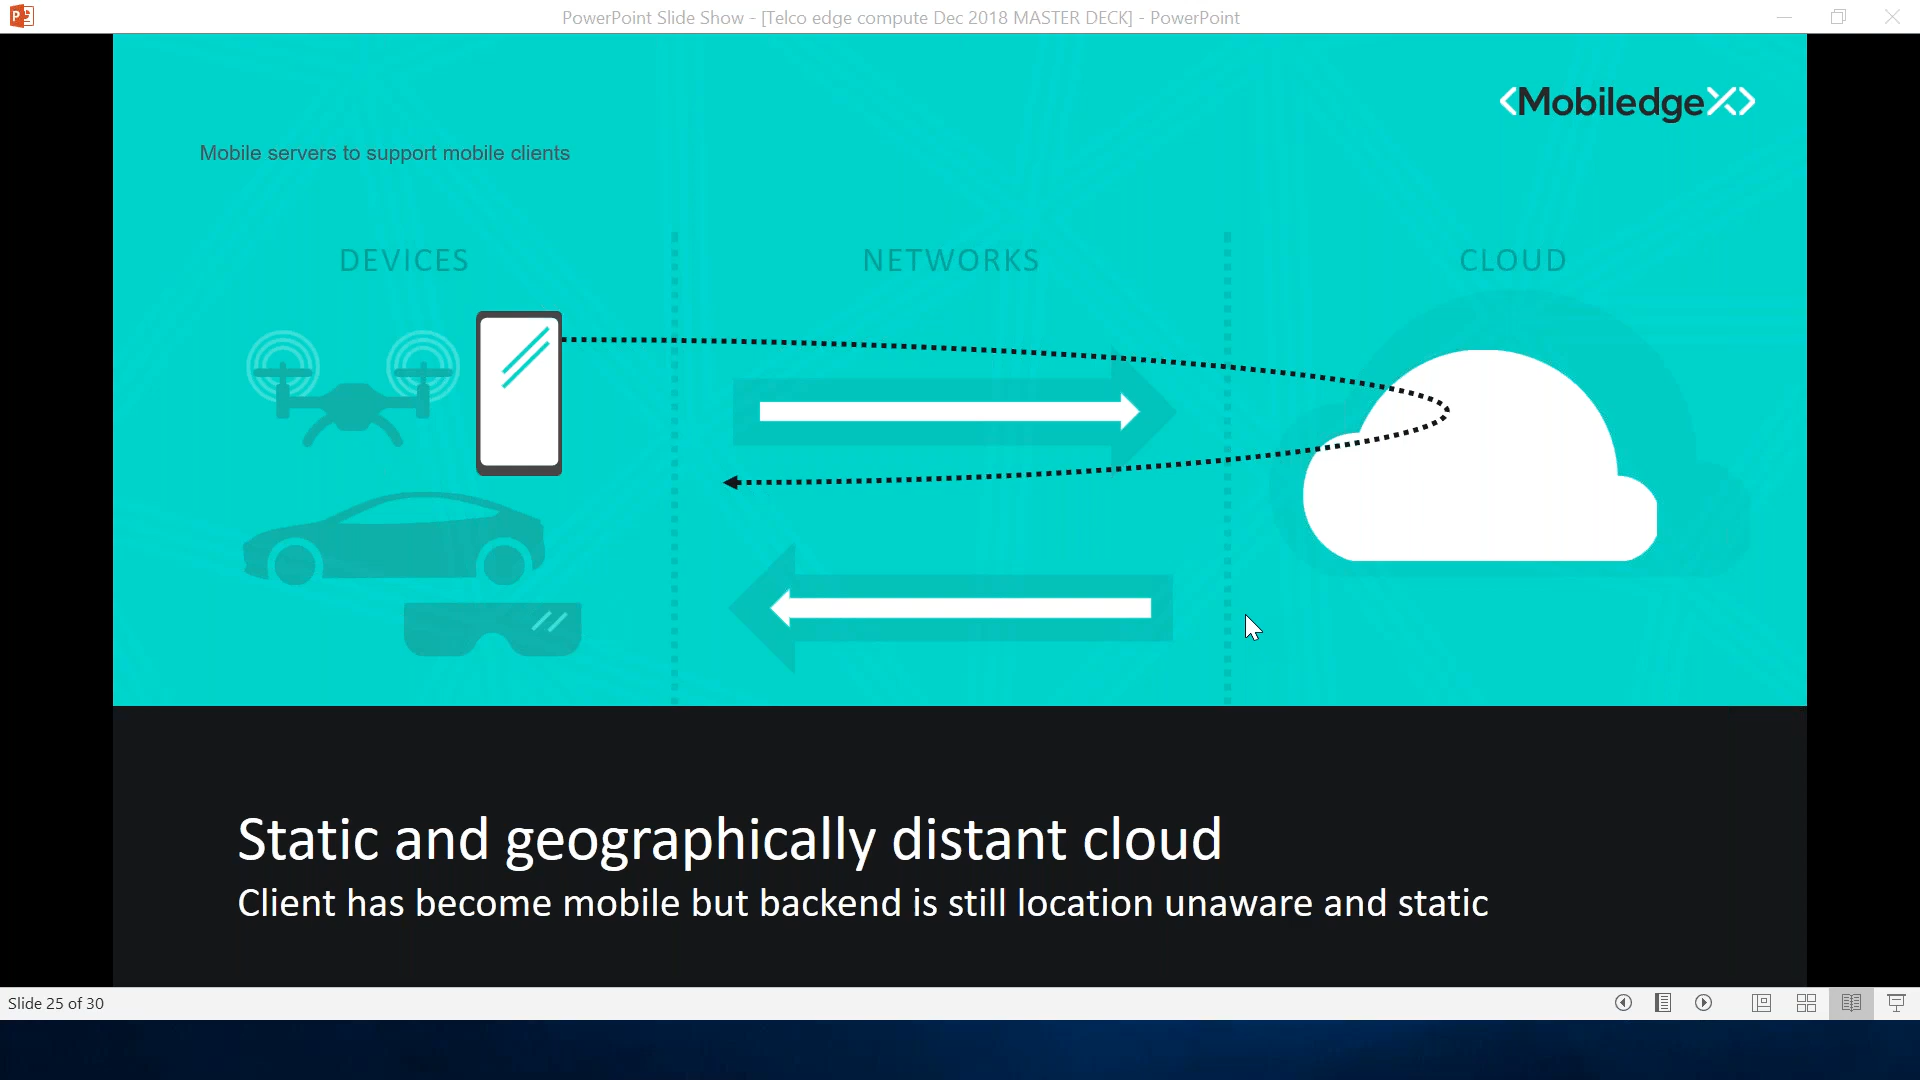 PowerPoint Slide Show - [Telco edge compute Dec 2018 MASTER DECK] - PowerPoint
<MobiledgeX>
Mobile servers to support mobile clients
DEVICES
NETWORKS
CLOUD
Static and geographically distant cloud
Client has become mobile but backend is still location unaware and static
Slide 25 of 30